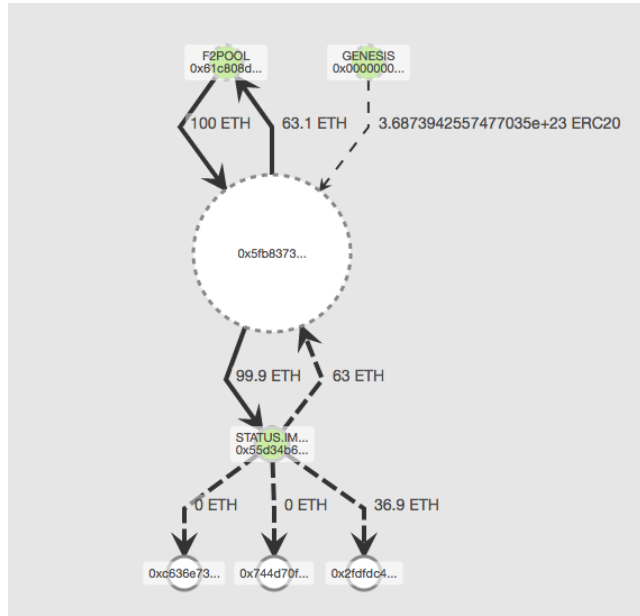 F2POOL
0x61c808d...
GENESIS
0x0000000...
100 ETH
63.1 ETH
3.6873942557477035e+23 ERC20
0x5fb8373...
99.9 ETH
63 ETH
STATUS.IM...
0x55d34b6...
0 ETH
0 ETH
36.9 ETH
0xc636e73...
0x744d70f...
0x2fdfdc4...